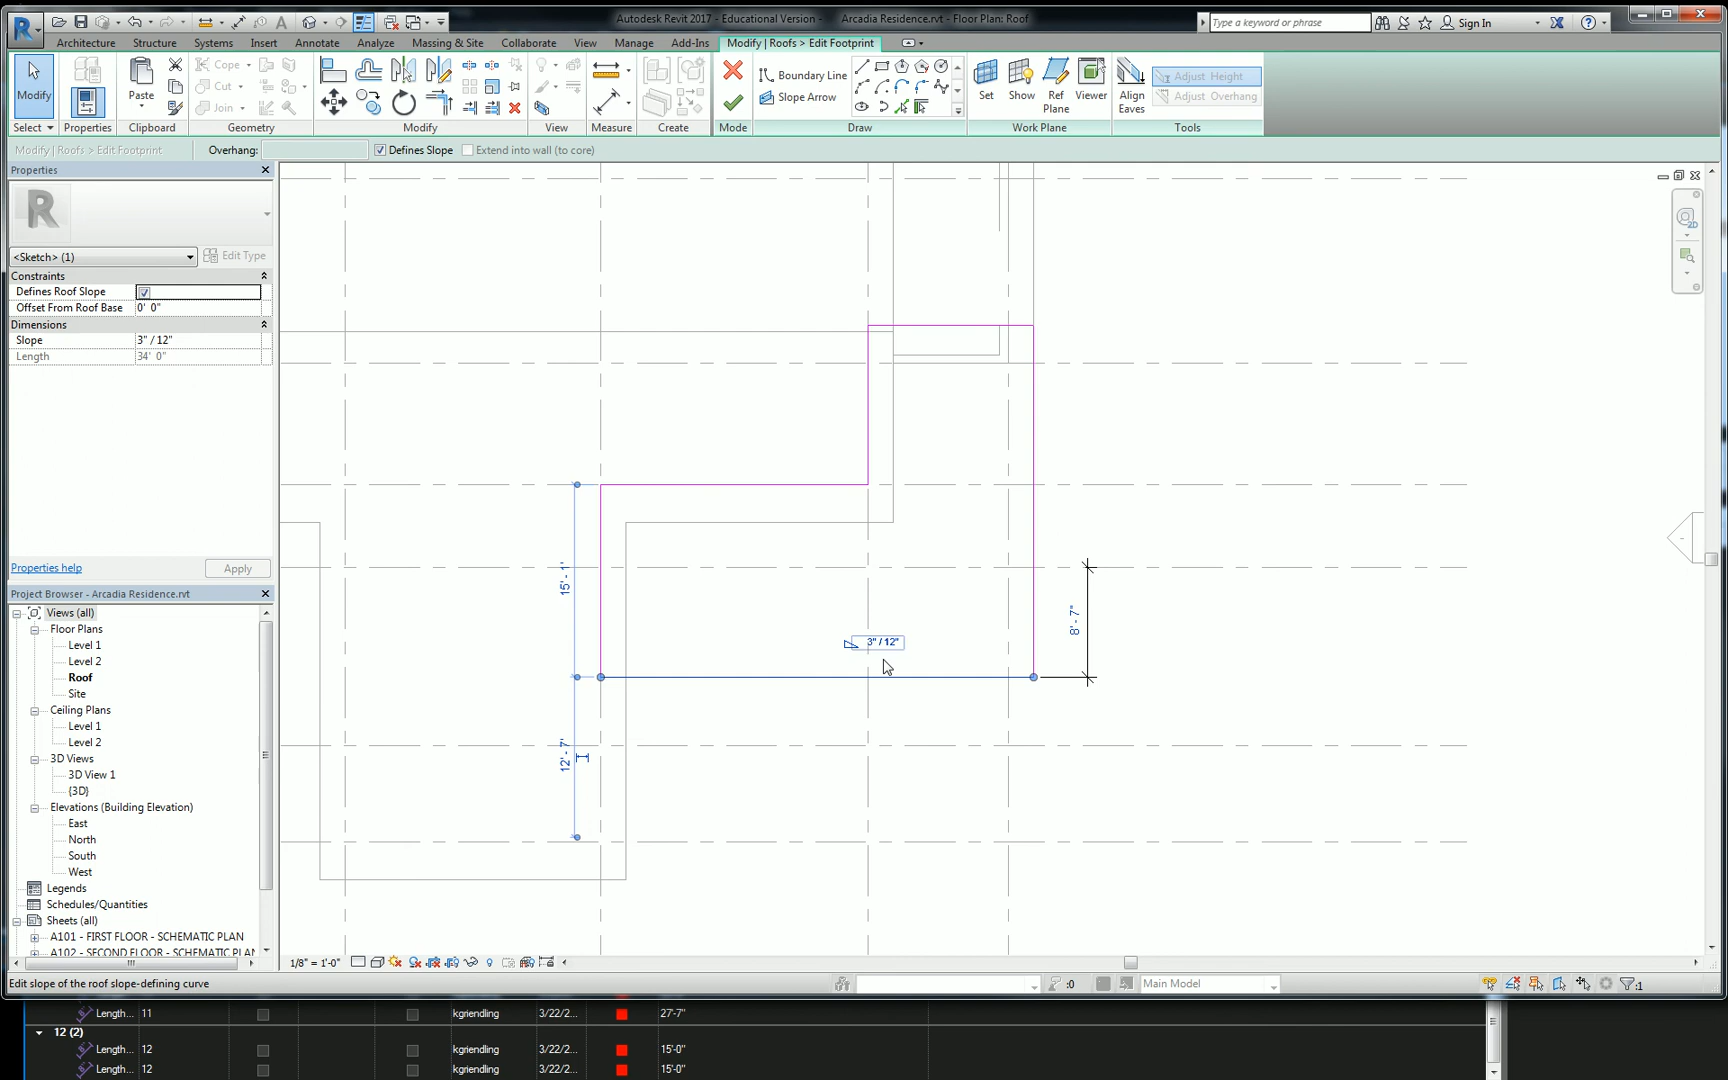 Autodesk Revit 2017 - Educational Version - Arcadia Residence.rvt - Floor Plan: Roof
Type a keyword or phrase
Sign In
Architecture Structure Systems Insert Annotate Analyze Massing & Site Collaborate View Manage Add-Ins Modify | Roofs > Edit Footprint
Modify
Paste
Cope
Cut
Join
Boundary Line
Slope Arrow
Set
Show
Ref Plane
Viewer
Align Eaves
Adjust Height
Adjust Overhang
Select Properties Clipboard Geometry Modify View Measure Create Mode Draw Work Plane Tools
Modify | Roofs > Edit Footprint
Overhang:
Defines Slope
Extend into wall (to core)
Properties
<Sketch> (1)
Edit Type
Constraints
Defines Roof Slope
Offset From Roof Base 0' 0"
Dimensions
Slope 3" / 12"
Length 34' 0"
Properties help
Apply
15' - 1"
8' - 7"
3" / 12"
12' - 7"
Project Browser - Arcadia Residence.rvt
Views (all)
Floor Plans
Level 1
Level 2
Roof
Site
Ceiling Plans
Level 1
Level 2
3D Views
3D View 1
{3D}
Elevations (Building Elevation)
East
North
South
West
Legends
Schedules/Quantities
Sheets (all)
A101 - FIRST FLOOR - SCHEMATIC PLAN
A102 - SECOND FLOOR - SCHEMATIC PLAN
1/8" = 1'-0"
Edit slope of the roof slope-defining curve
:0
Main Model
:1
Length... 11 kgriendling 3/22/2... 27'-7"
12 (2)
Length... 12 kgriendling 3/22/2... 15'-0"
Length... 12 kgriendling 3/22/2... 15'-0"